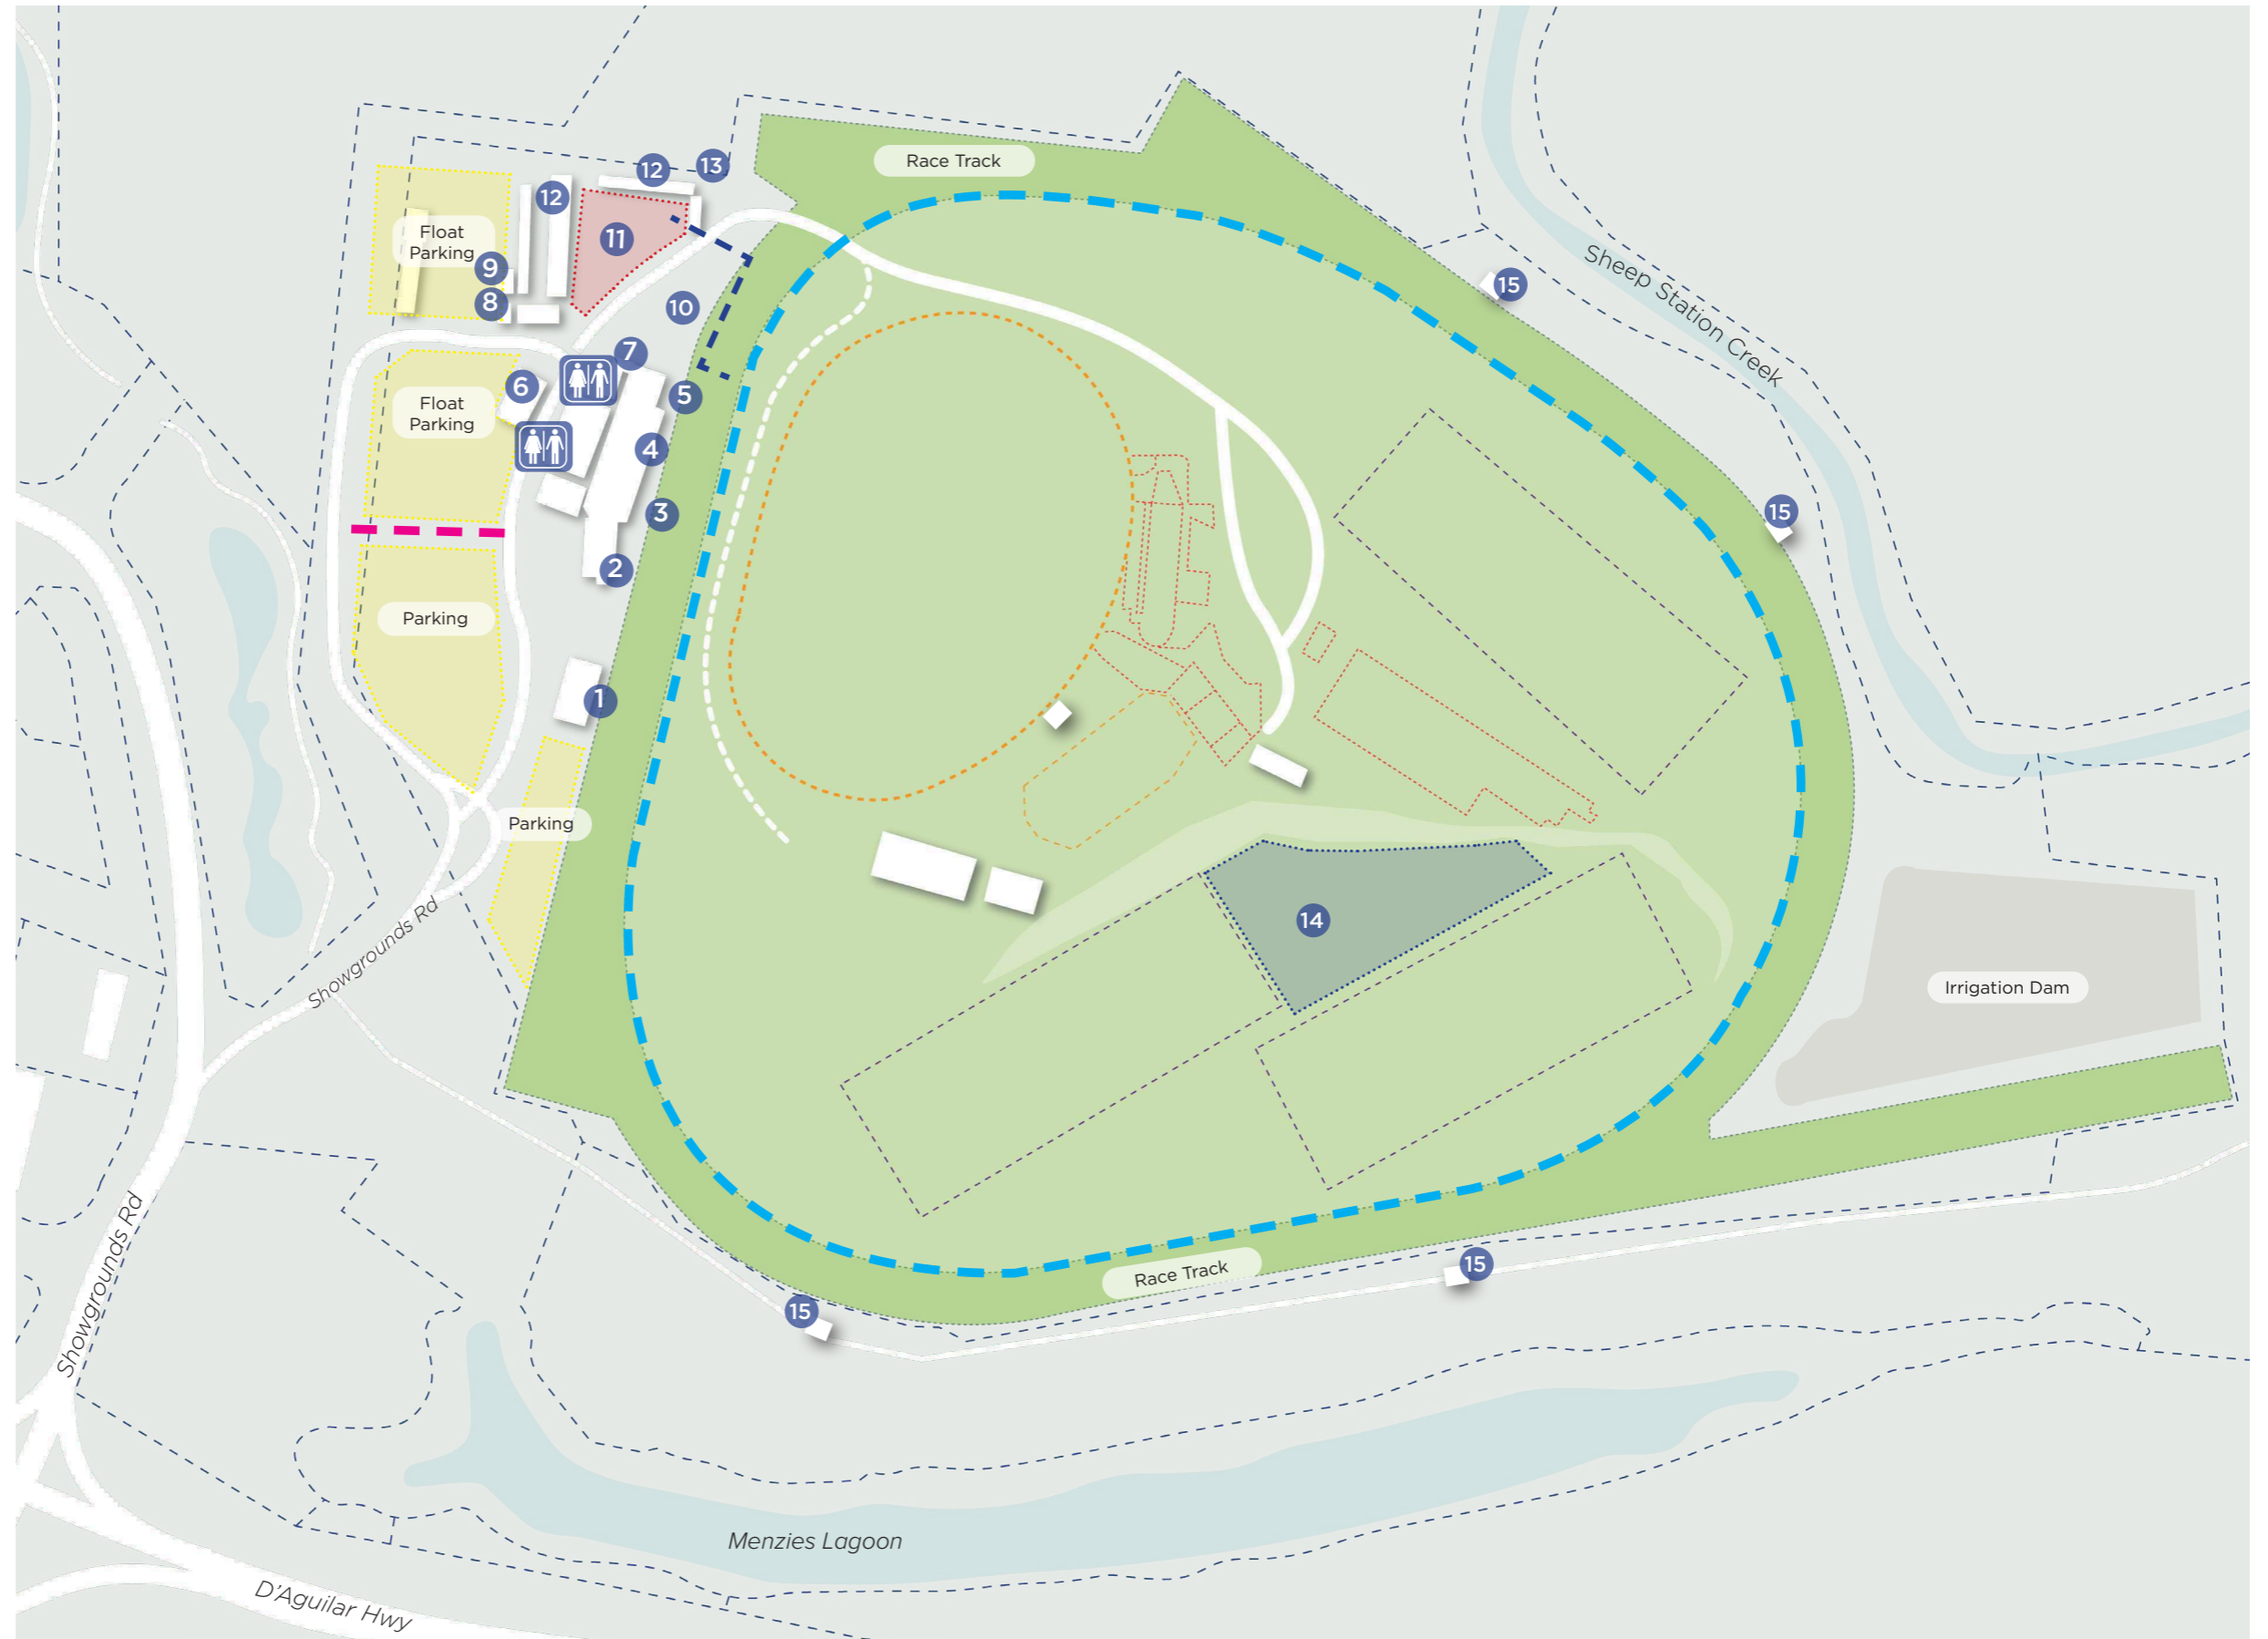 Race Track
12
13
12
Float
Parking
11
9
8
10
15
Sheep Station Creek
7
6
5
Float
Parking
4
3
15
2
Parking
1
Parking
14
Showgrounds Rd
Irrigation Dam
Showgrounds Rd
Race Track
15
15
Menzies Lagoon
D'Aguilar Hwy